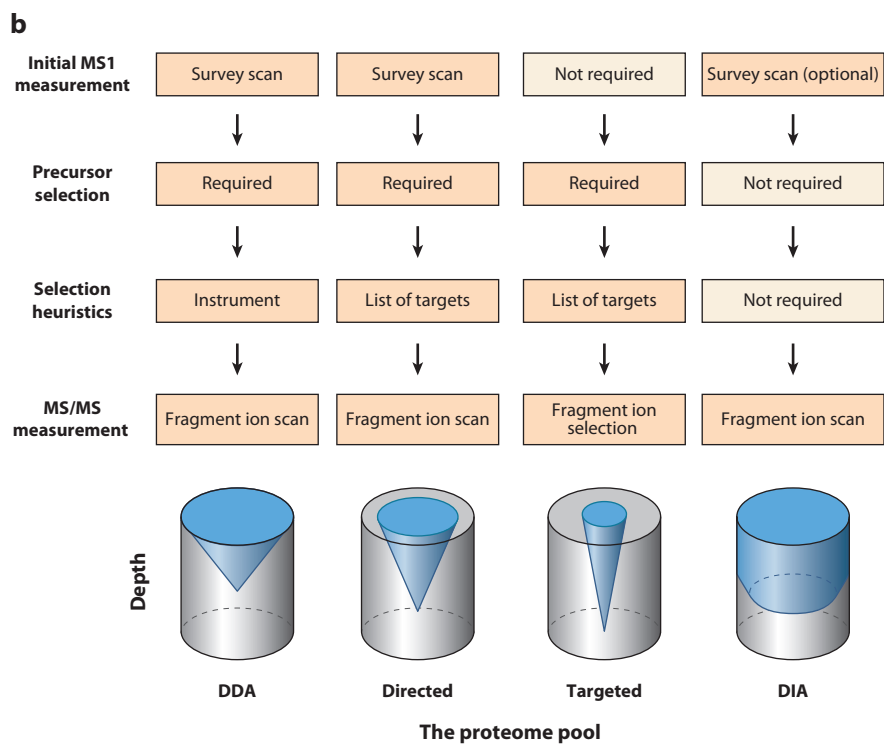 b
Initial MS1
measurement
Survey scan
Survey scan
Not required
Survey scan (optional)
Precursor
selection
Required
Required
Required
Not required
Selection
heuristics
Instrument
List of targets
List of targets
Not required
MS/MS
measurement
Fragment ion scan
Fragment ion scan
Fragment ion
selection
Fragment ion scan
Depth
DDA
Directed
Targeted
DIA
The proteome pool